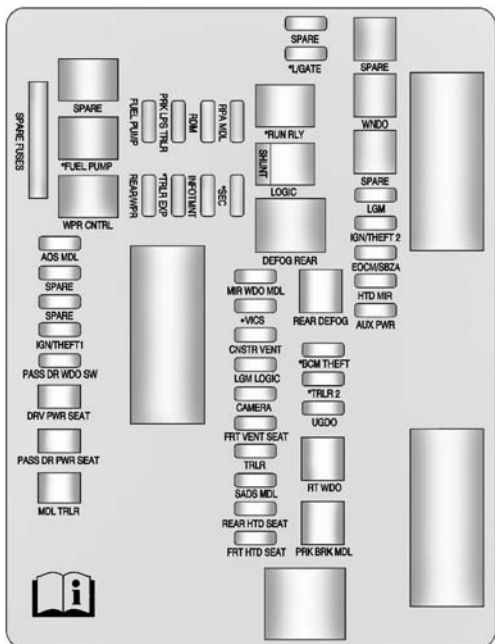 SPARE
*L/GATE
SPARE
WNDO
SPARE
LGM
IGN/THEFT 2
EOCM/SBZA
HTD MIR
AUX PWR
SPARE FUSES
SPARE
*FUEL PUMP
WPR CNTRL
FUEL PUMP
PRK LPS TRLR
RDM
RPA MDL
REAR/WPR
*TRLR EXP
INFOTMNT
*SEC
*RUN RLY
SHUNT
LOGIC
DEFOG REAR
AOS MDL
SPARE
SPARE
IGN/THEFT1
PASS DR WDO SW
DRV PWR SEAT
PASS DR PWR SEAT
MDL TRLR
MIR WDO MDL
*VICS
CNSTR VENT
LGM LOGIC
CAMERA
FRT VENT SEAT
TRLR
SADS MDL
REAR HTD SEAT
FRT HTD SEAT
REAR DEFOG
*BCM THEFT
*TRLR 2
UGDO
RT WDO
PRK BRK MDL
i